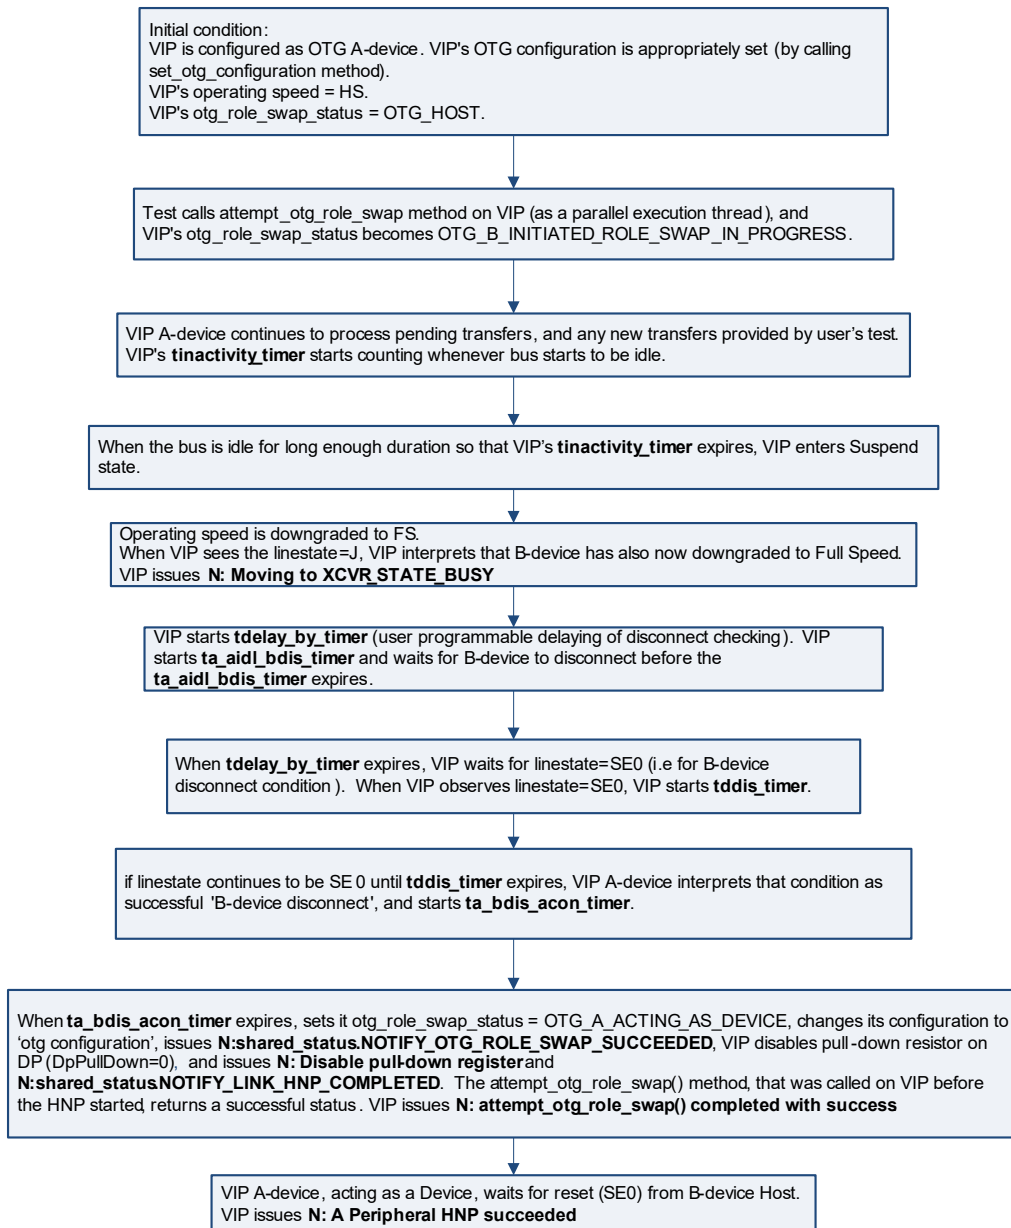 Initial condition:
VIP is configured as OTG A-device. VIP's OTG configuration is appropriately set (by calling
set_otg_configuration method).
VIP's operating speed = HS.
VIP's otg_role_swap_status = OTG_HOST.
Test calls attempt_otg_role_swap method on VIP (as a parallel execution thread), and
VIP's otg_role_swap_status becomes OTG_B_INITIATED_ROLE_SWAP_IN_PROGRESS.
VIP A-device continues to process pending transfers, and any new transfers provided by user's test.
VIP's tinactivity_timer starts counting whenever bus starts to be idle.
When the bus is idle for long enough duration so that VIP's tinactivity_timer expires, VIP enters Suspend
state.
Operating speed is downgraded to FS.
When VIP sees the linestate=J, VIP interprets that B-device has also now downgraded to Full Speed.
VIP issues N: Moving to XCVR_STATE_BUSY
VIP starts tdelay_by_timer (user programmable delaying of disconnect checking). VIP
starts ta_aidl_bdis_timer and waits for B-device to disconnect before the
ta_aidl_bdis_timer expires.
When tdelay_by_timer expires, VIP waits for linestate=SE0 (i.e for B-device
disconnect condition). When VIP observes linestate=SE0, VIP starts tddis_timer.
if linestate continues to be SE0 until tddis_timer expires, VIP A-device interprets that condition as
successful 'B-device disconnect', and starts ta_bdis_acon_timer.
When ta_bdis_acon_timer expires, sets it otg_role_swap_status = OTG_A_ACTING_AS_DEVICE, changes its configuration to
'otg configuration', issues N:shared_status.NOTIFY_OTG_ROLE_SWAP_SUCCEEDED, VIP disables pull-down resistor on
DP (DpPullDown=0), and issues N: Disable pull-down register and
N:shared_status.NOTIFY_LINK_HNP_COMPLETED. The attempt_otg_role_swap() method, that was called on VIP before
the HNP started, returns a successful status. VIP issues N: attempt_otg_role_swap() completed with success
VIP A-device, acting as a Device, waits for reset (SE0) from B-device Host.
VIP issues N: A Peripheral HNP succeeded